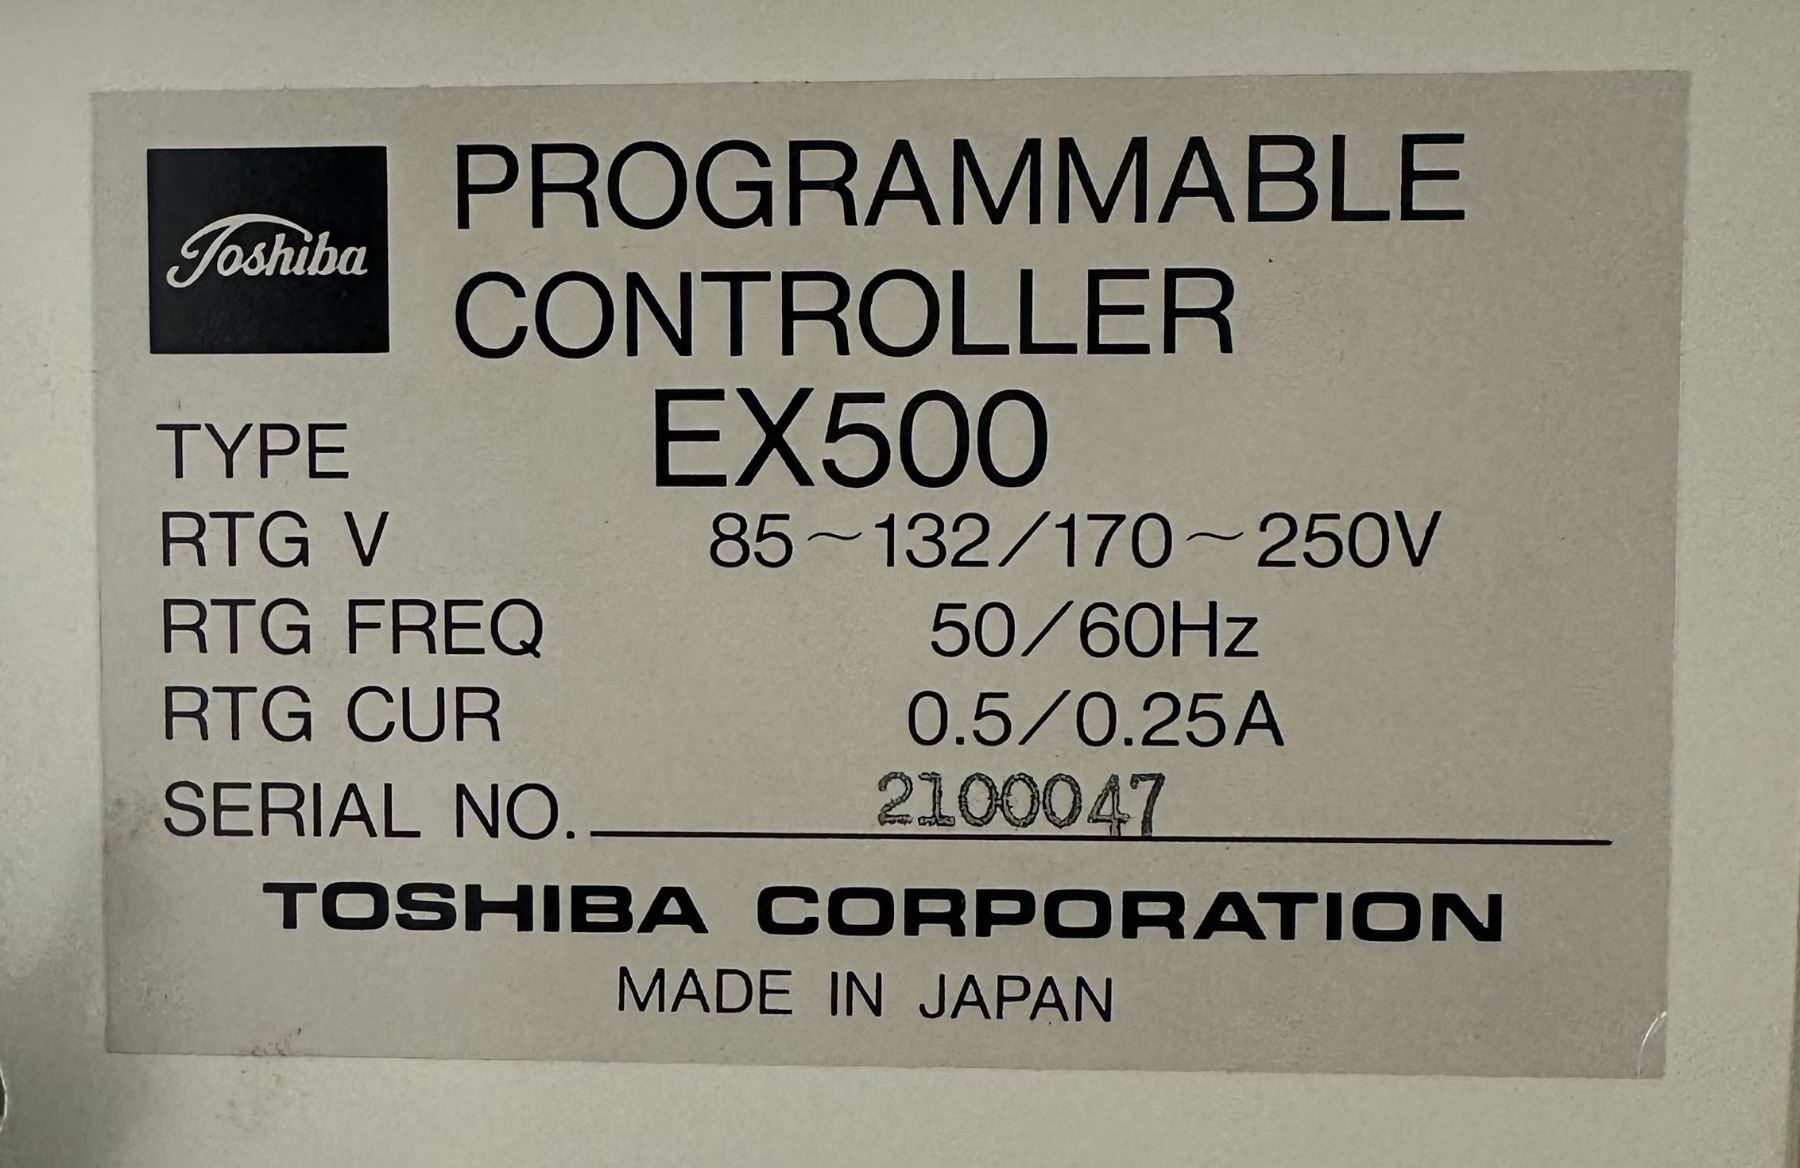 Toshiba
PROGRAMMABLE
CONTROLLER
TYPE EX500
RTG V 85~132/170~250V
RTG FREQ 50/60Hz
RTG CUR 0.5/0.25A
SERIAL NO. 2100047
TOSHIBA CORPORATION
MADE IN JAPAN